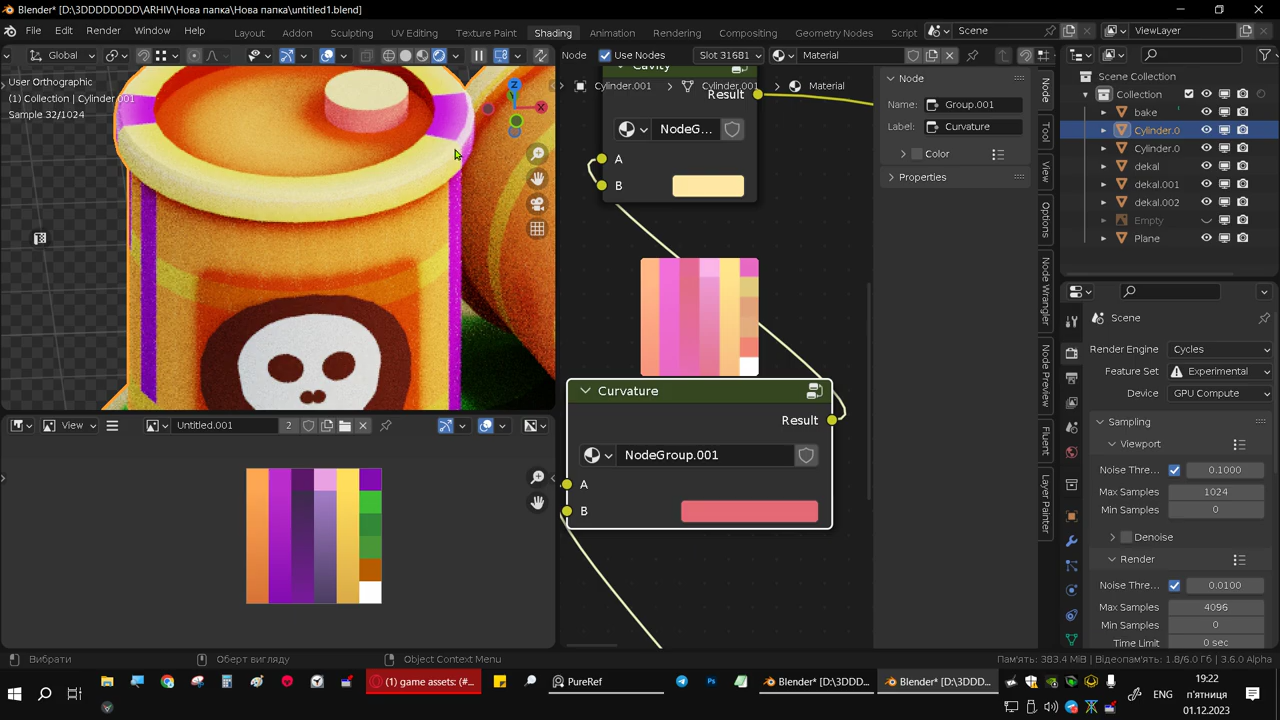 Blender* [D:\3DDDDDDDD\ARHIV\Нова папка\Нова папка\untitled1.blend]
File Edit Render Window Help Layout Addon Sculpting UV Editing Texture Paint Shading Animation Rendering Compositing Geometry Nodes Scene ViewLayer
Global Node Use Nodes Slot 31681 Material
User Orthographic
(1) Collection | Cylinder.001
Sample 32/1024
Cavity
Cylinder.001 Cylinder.001 Material
Result
NodeG...
A
B
Curvature
Result
NodeGroup.001
A
B
Node
Name: Group.001
Label: Curvature
Color
Properties
Node
Tool
View
Options
Node Wrangler
Node Preview
Fluent
Layer Painter
Scene Collection
Collection
bake
Cylinder.0
Cylinder.0
dekal
dekal.001
dekal.002
Empty
Plane
Scene
Render Engine Cycles
Feature Set Experimental
Device GPU Compute
Sampling
Viewport
Noise Thre... 0.1000
Max Samples 1024
Min Samples 0
Denoise
Render
Noise Thre... 0.0100
Max Samples 4096
Min Samples 0
Time Limit 0 sec
View Untitled.001 2
Вибрати Оберт вигляду Object Context Menu Пам'ять: 383.4 MiB | Відеопам'ять: 1.8/6.0 Гб | 3.6.0 Alpha
(1) game assets: (#... PureRef Ps Blender* [D:\3DDD... Blender* [D:\3DDD...
ENG
19:22
п'ятниця
01.12.2023